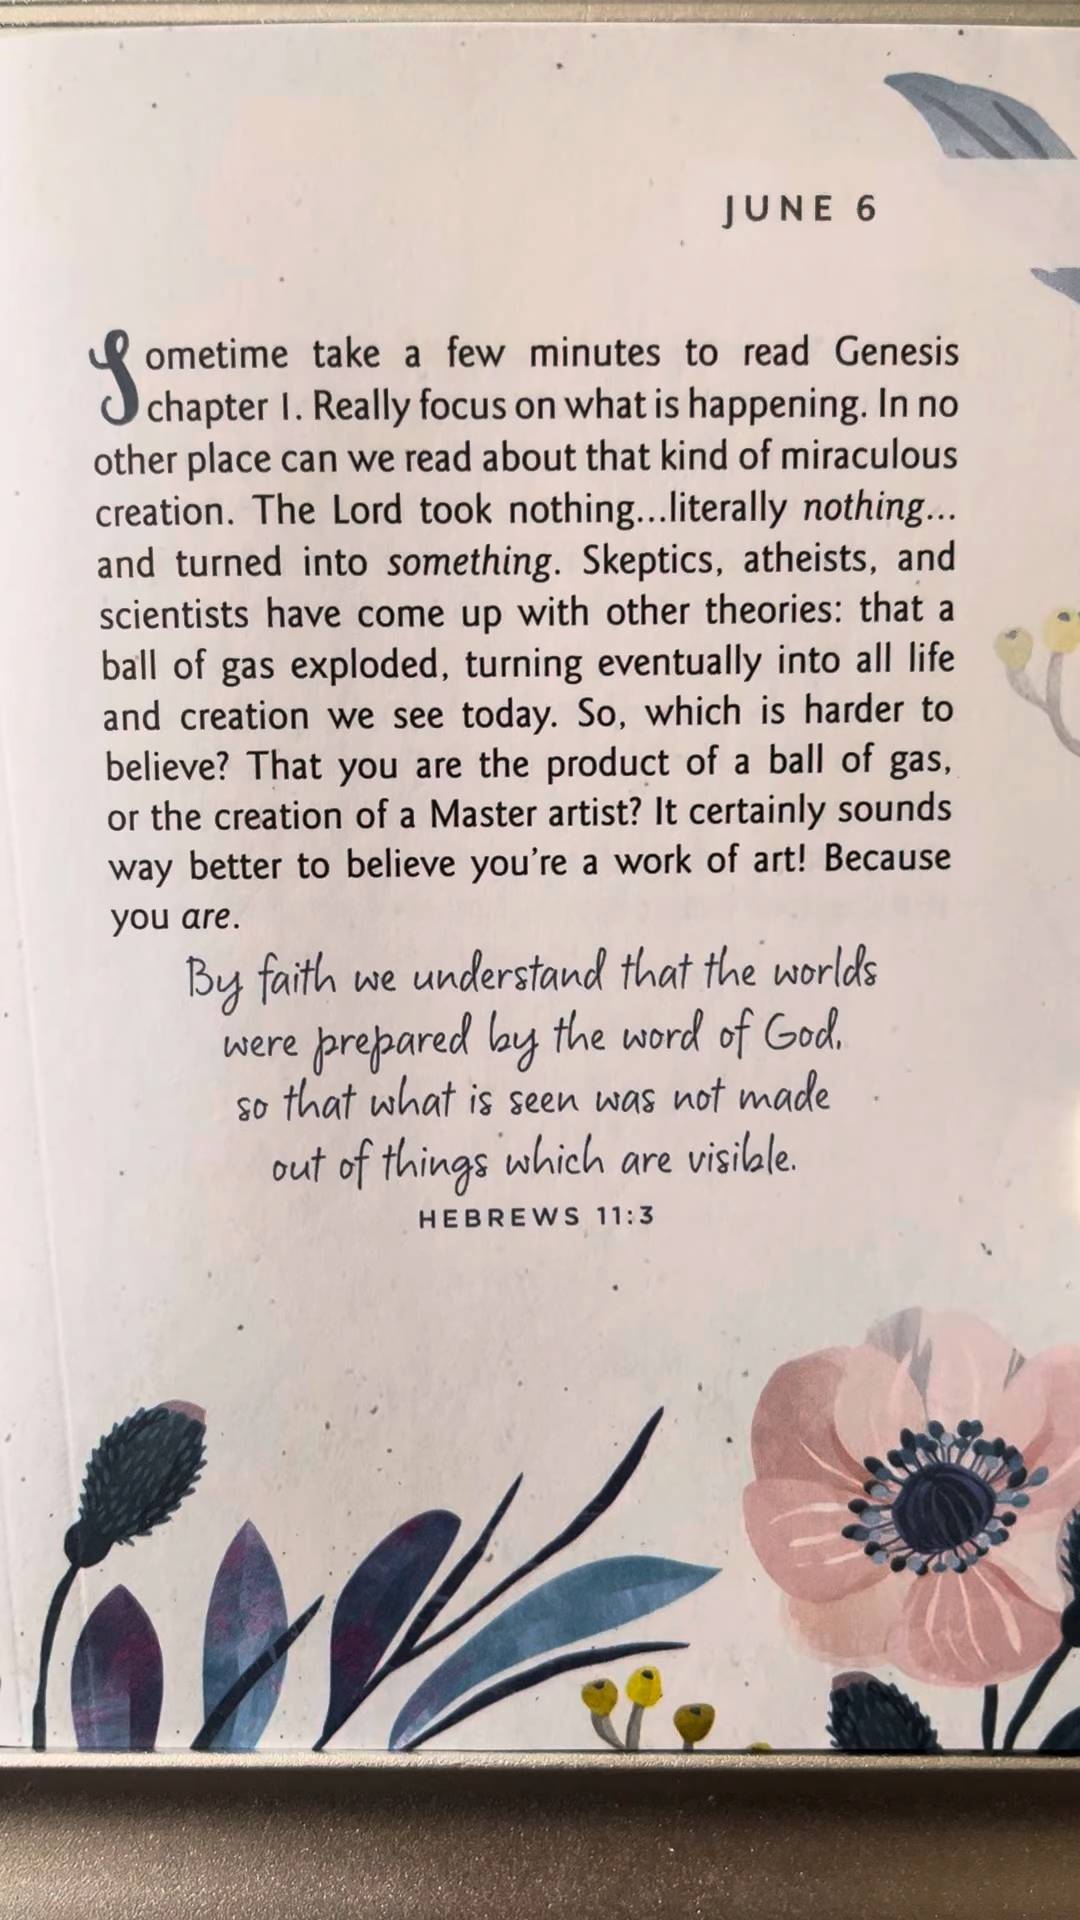 JUNE 6
Sometime take a few minutes to read Genesis
chapter 1. Really focus on what is happening. In no
other place can we read about that kind of miraculous
creation. The Lord took nothing...literally nothing...
and turned into something. Skeptics, atheists, and
scientists have come up with other theories: that a
ball of gas exploded, turning eventually into all life
and creation we see today. So, which is harder to
believe? That you are the product of a ball of gas,
or the creation of a Master artist? It certainly sounds
way better to believe you're a work of art! Because
you are.
By faith we understand that the worlds
were prepared by the word of God,
so that what is seen was not made
out of things which are visible.
HEBREWS 11:3